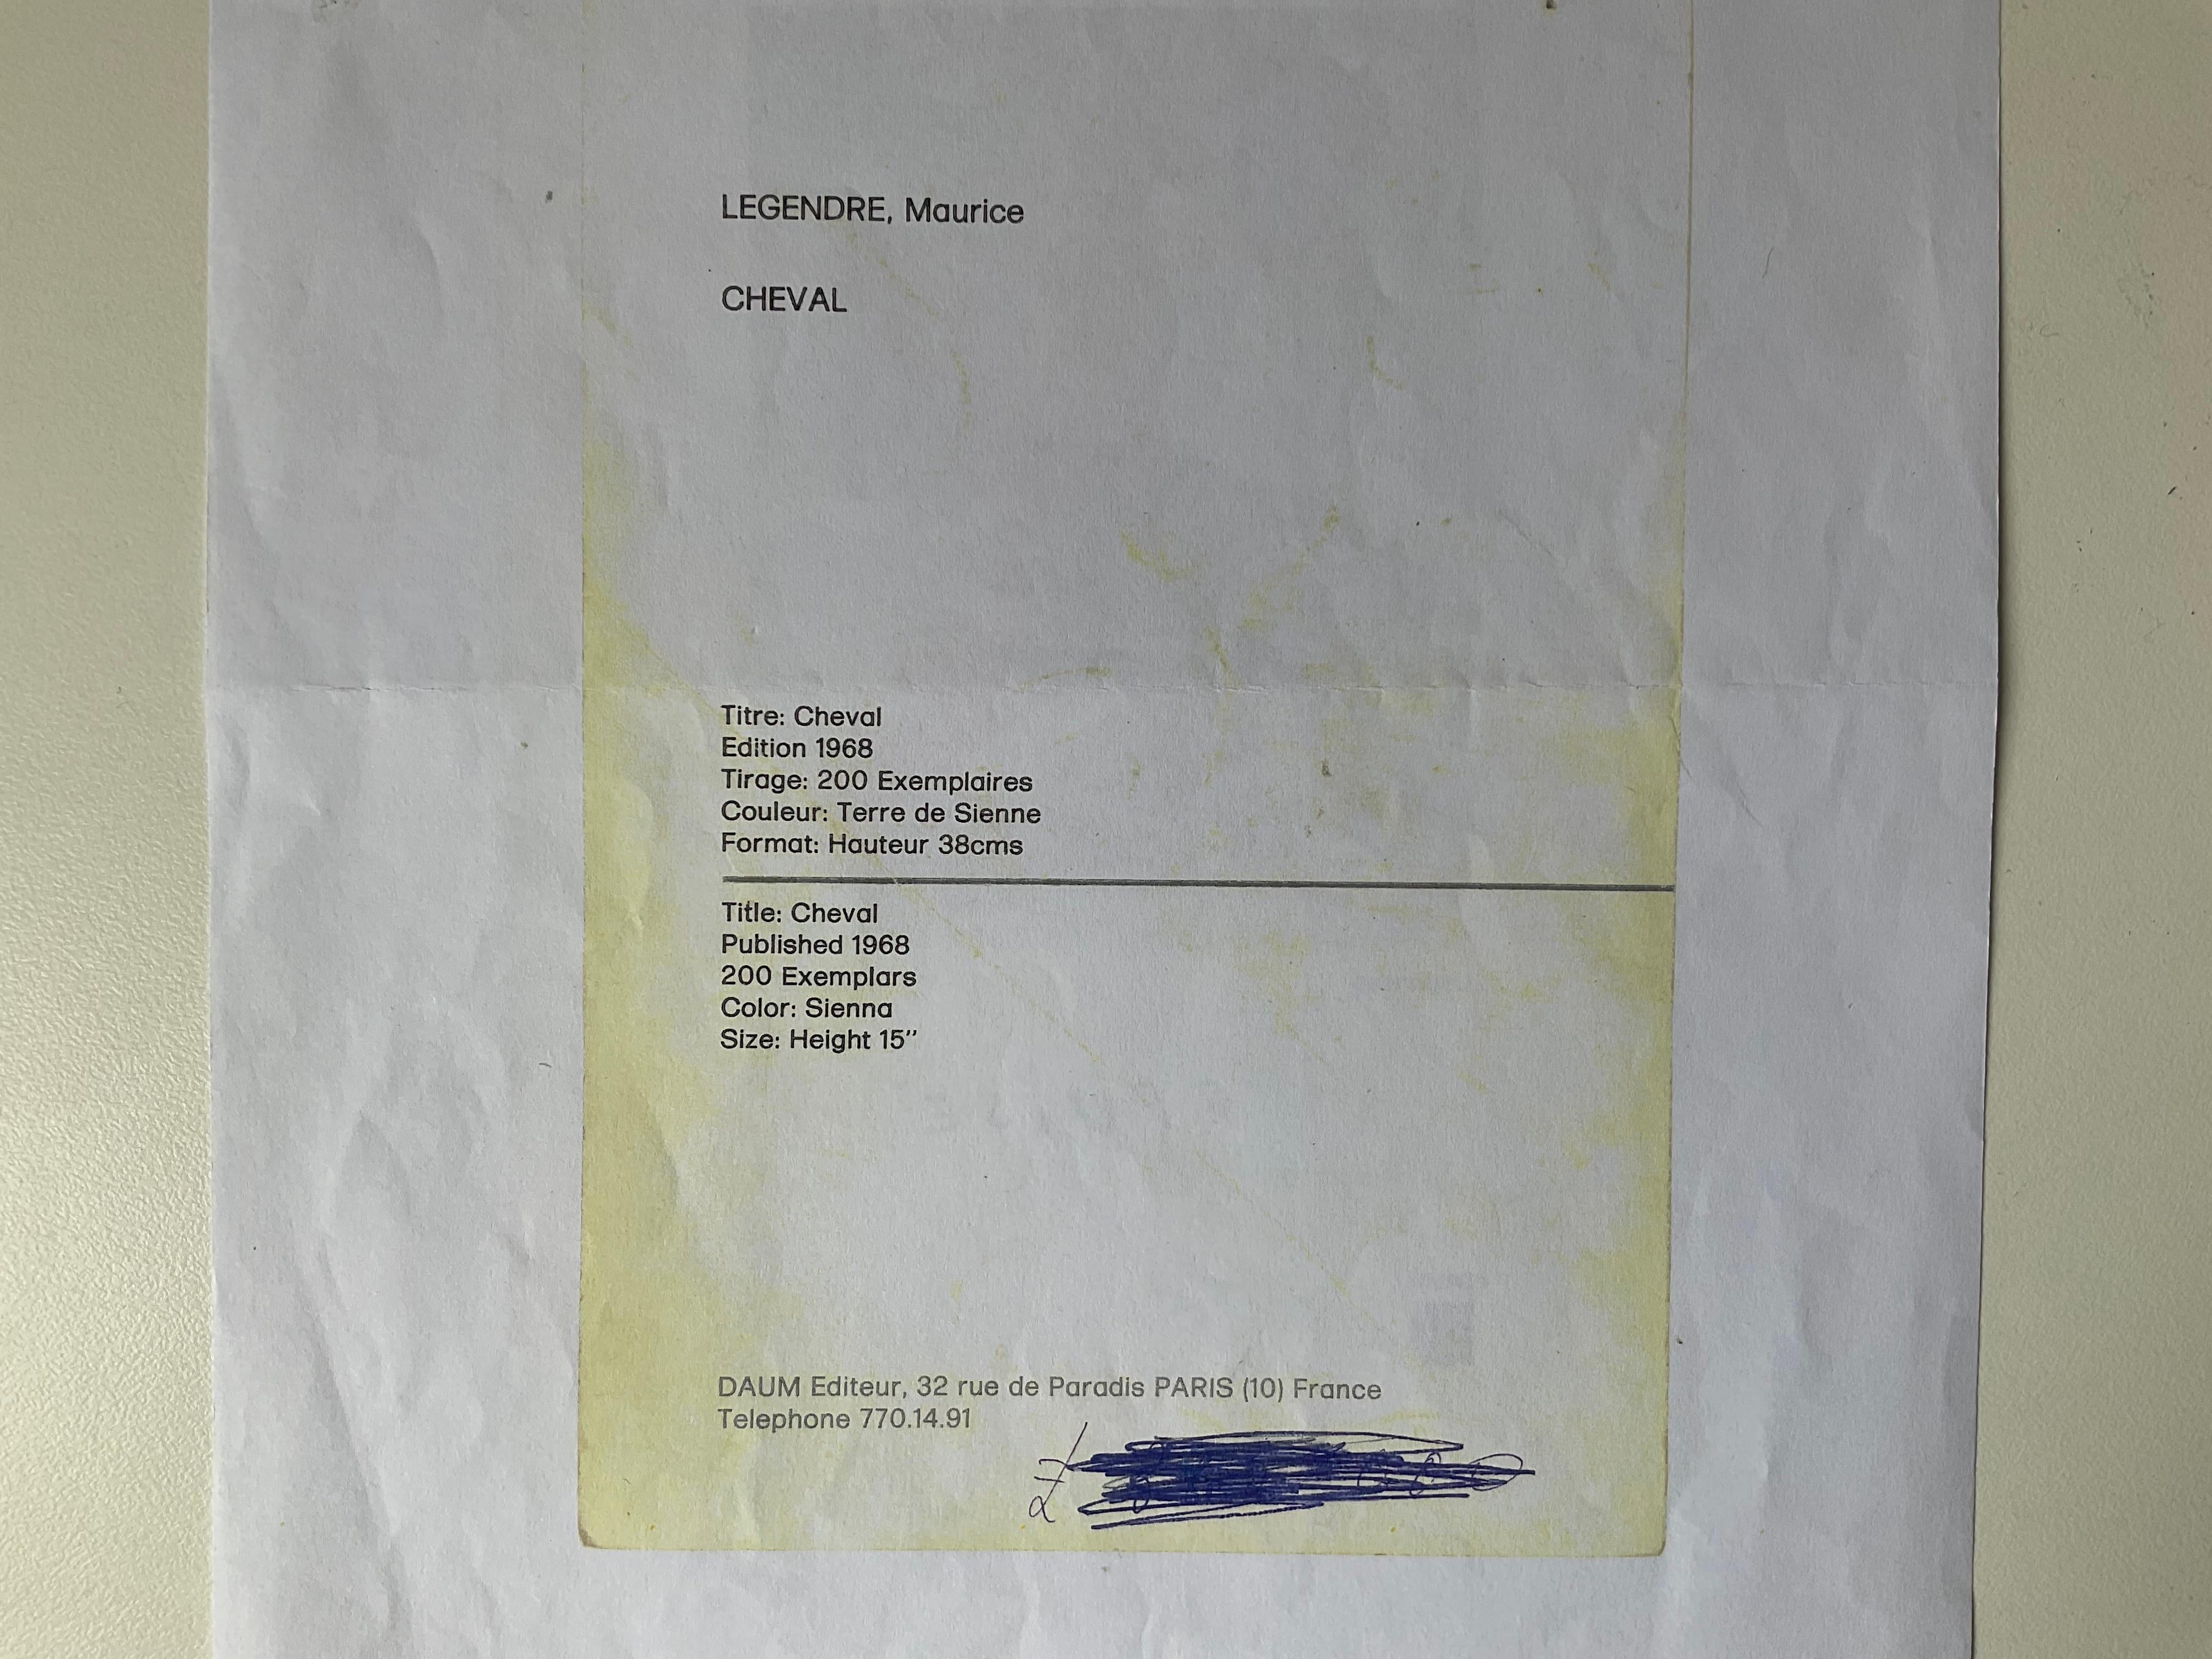 LEGENDRE, Maurice
CHEVAL
Titre: Cheval
Edition 1968
Tirage: 200 Exemplaires
Couleur: Terre de Sienne
Format: Hauteur 38cms
Title: Cheval
Published 1968
200 Exemplars
Color: Sienna
Size: Height 15"
DAUM Editeur, 32 rue de Paradis PARIS (10) France
Telephone 770.14.91